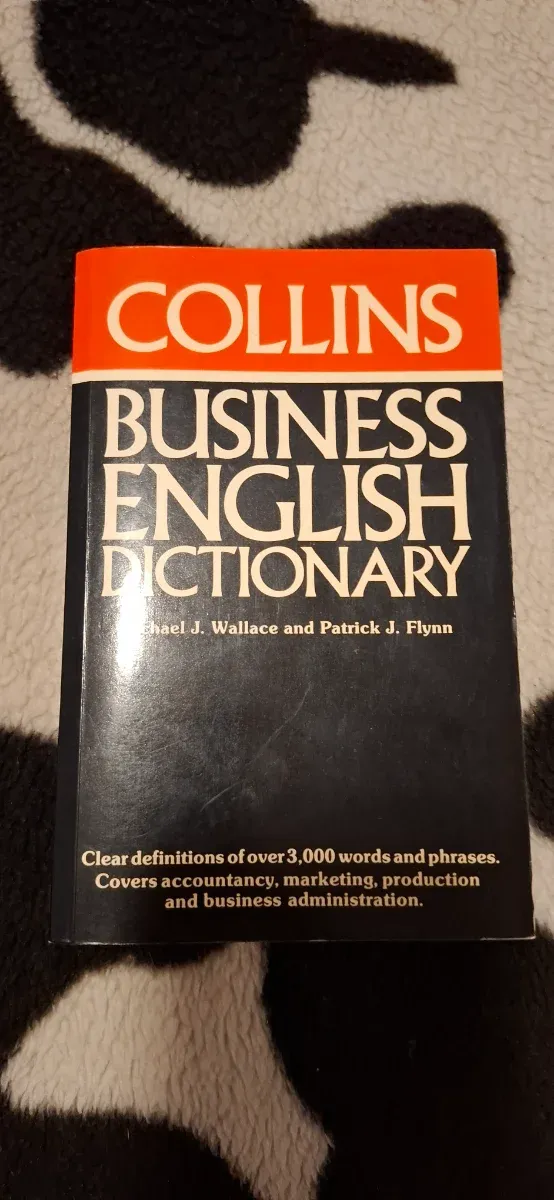 COLLINS
BUSINESS
ENGLISH
DICTIONARY
J. Wallace and Patrick J. Flynn
Clear definitions of over 3,000 words and phrases.
Covers accountancy, marketing, production
and business administration.